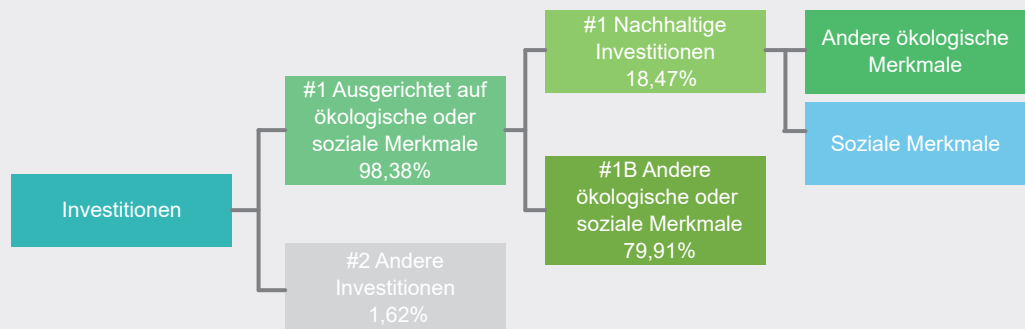 Investitionen
#1 Ausgerichtet auf
ökologische oder
soziale Merkmale
98,38%
#2 Andere
Investitionen
1,62%
#1 Nachhaltige
Investitionen
18,47%
#1B Andere
ökologische oder
soziale Merkmale
79,91%
Andere ökologische
Merkmale
Soziale Merkmale